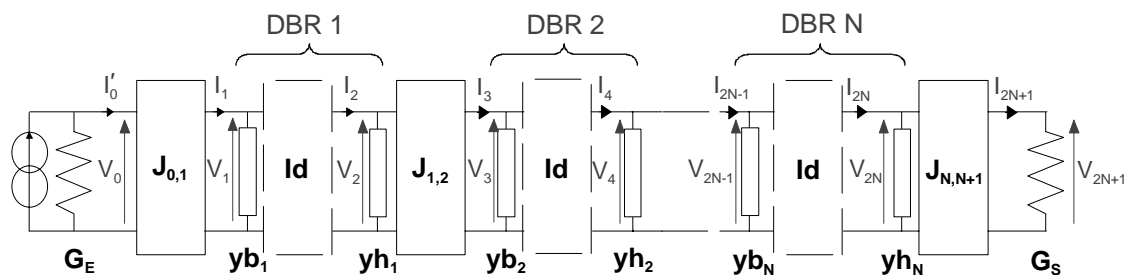 DBR 1 DBR 2 DBR N
I'0 I1 I2 I3 I4 I2N-1 I2N I2N+1
V0 J0,1 V1 Id V2 J1,2 V3 Id V4 V2N-1 Id V2N JN,N+1 V2N+1
GE yb1 yh1 yb2 yh2 ybN yhN GS